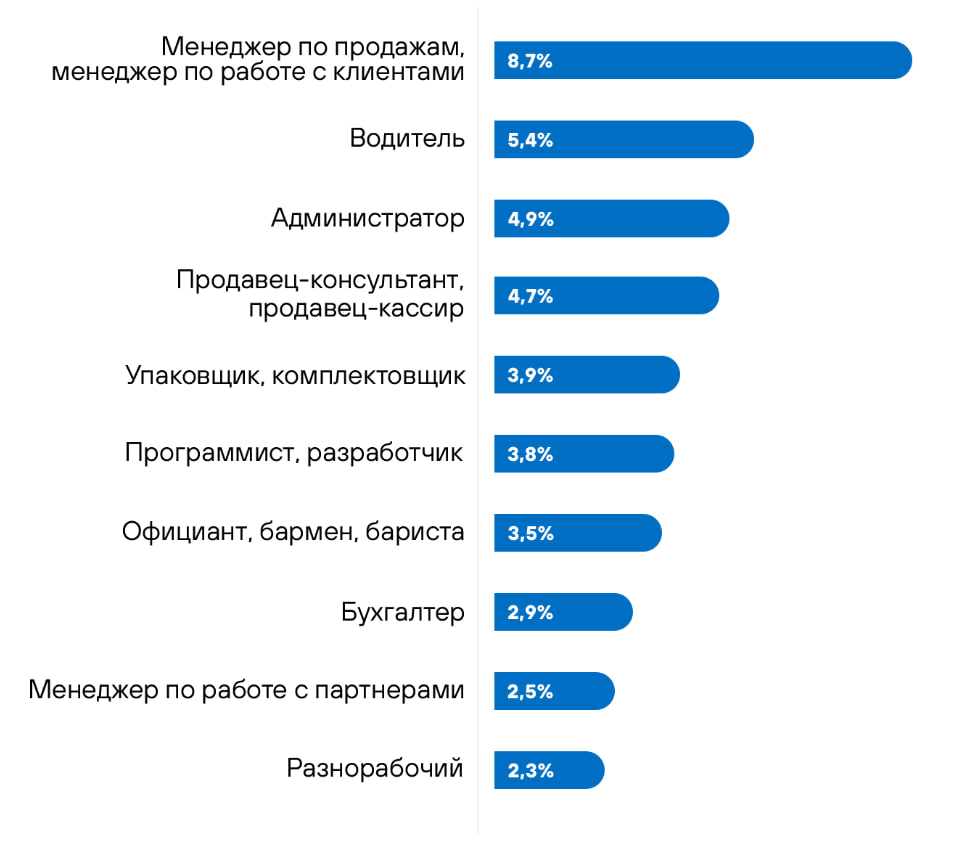 Менеджер по продажам,
менеджер по работе с клиентами
8,7%
Водитель
5,4%
Администратор
4,9%
Продавец-консультант,
продавец-кассир
4,7%
Упаковщик, комплектовщик
3,9%
Программист, разработчик
3,8%
Официант, бармен, бариста
3,5%
Бухгалтер
2,9%
Менеджер по работе с партнерами
2,5%
Разнорабочий
2,3%